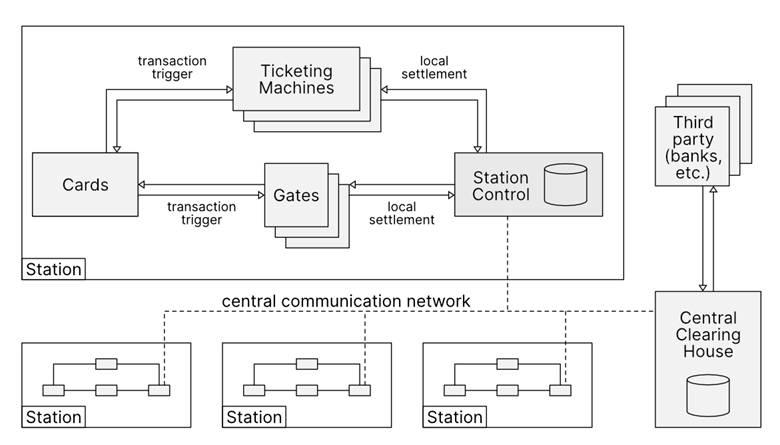 transaction
trigger
Ticketing
Machines
local
settlement
Cards
Gates
Station
Control
transaction
trigger
local
settlement
Station
Third
party
(banks,
etc.)
central communication network
Central
Clearing
House
Station
Station
Station